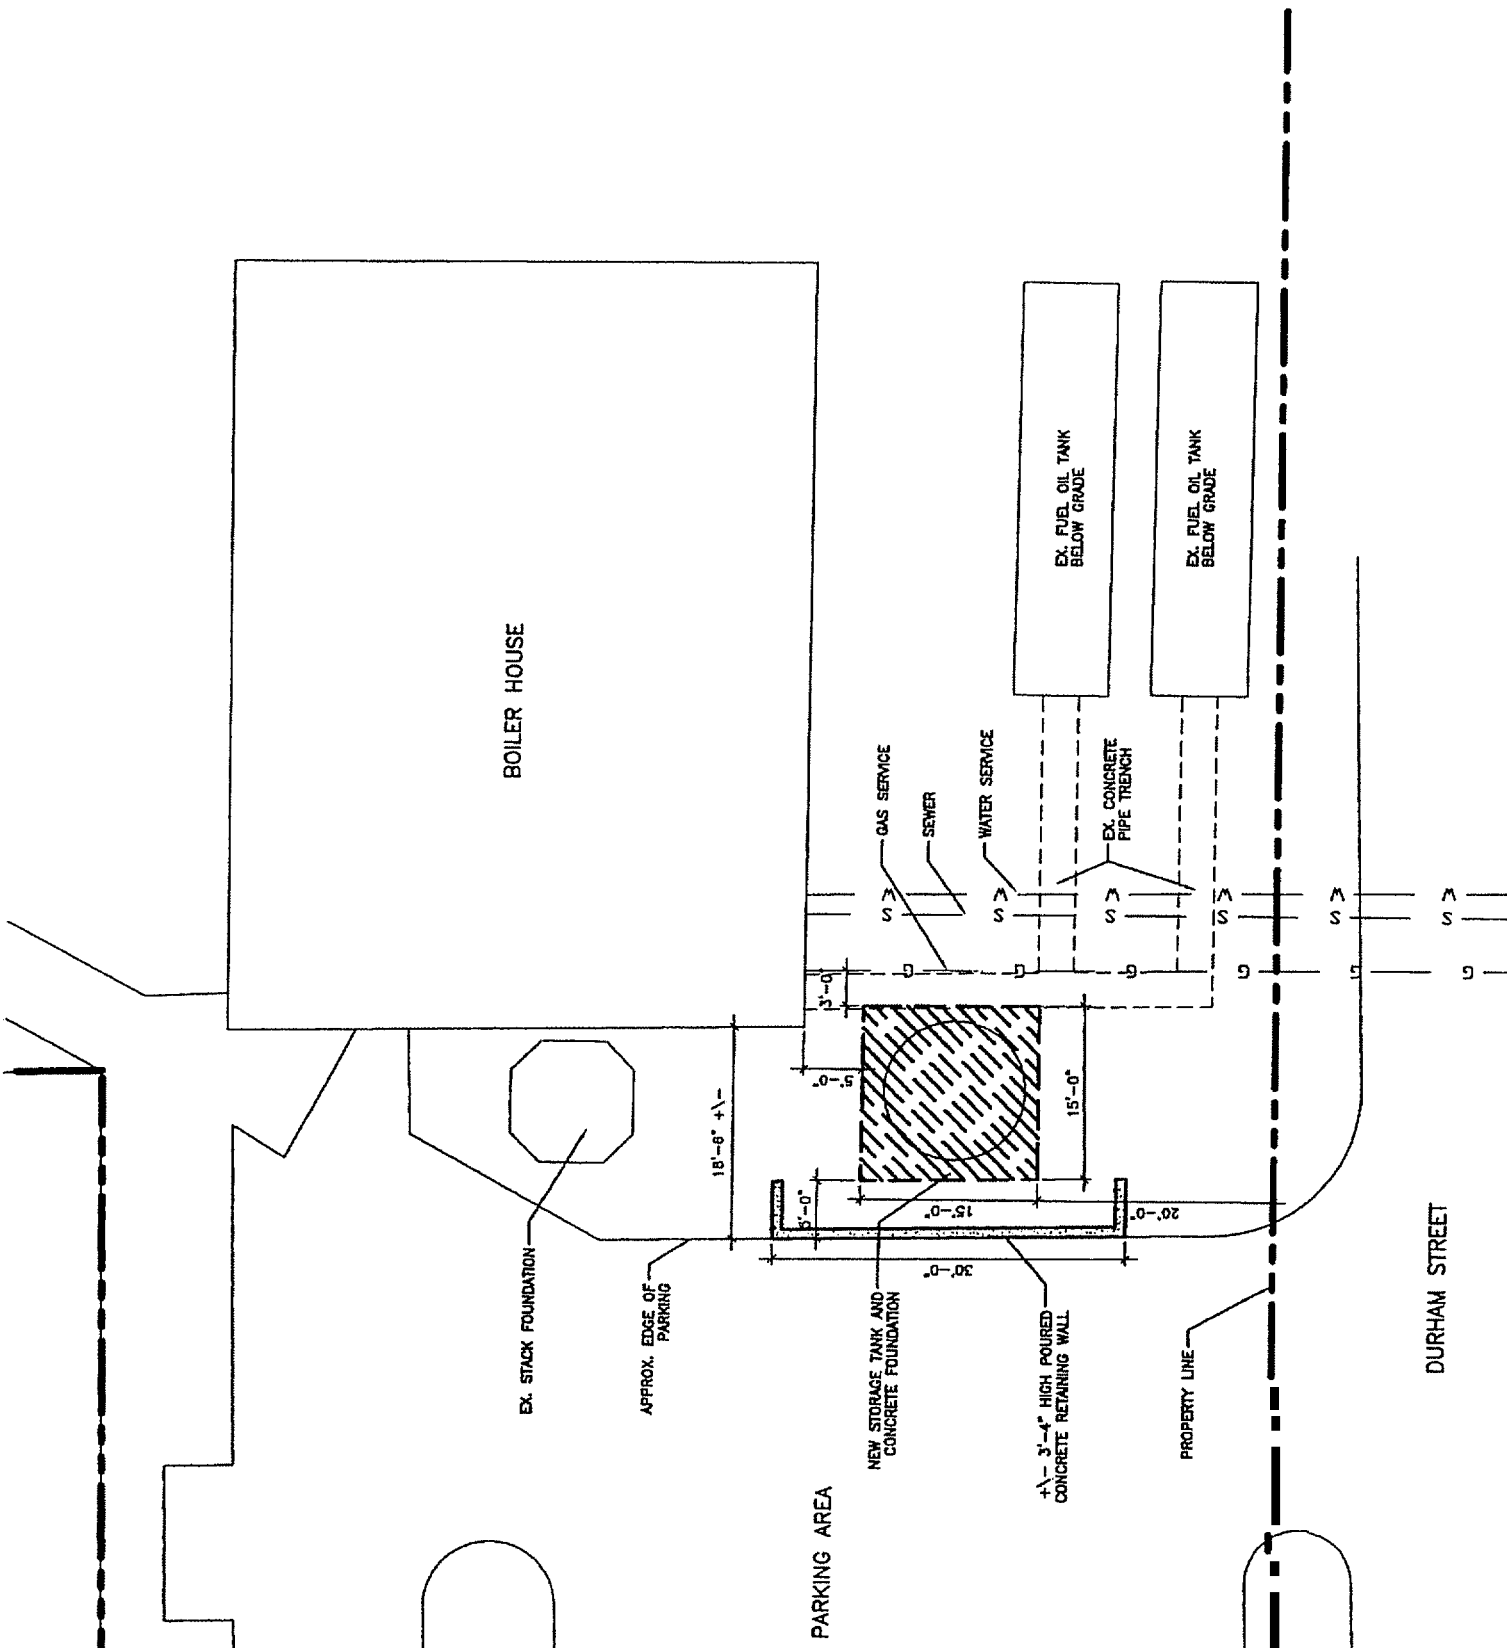 BOILER HOUSE
EX. FUEL OIL TANK
BELOW GRADE
EX. FUEL OIL TANK
BELOW GRADE
GAS SERVICE
SEWER
WATER SERVICE
EX. CONCRETE
PIPE TRENCH
W
W
W
W
W
W
S
S
S
S
S
S
G
G
G
G
G
G
3'-0"
5'-0"
18'-6" +\-
15'-0"
5'-0"
15'-0"
20'-0"
30'-0"
EX. STACK FOUNDATION
APPROX. EDGE OF
PARKING
NEW STORAGE TANK AND
CONCRETE FOUNDATION
+\- 3'-4" HIGH POURED
CONCRETE RETAINING WALL
PROPERTY LINE
DURHAM STREET
PARKING AREA